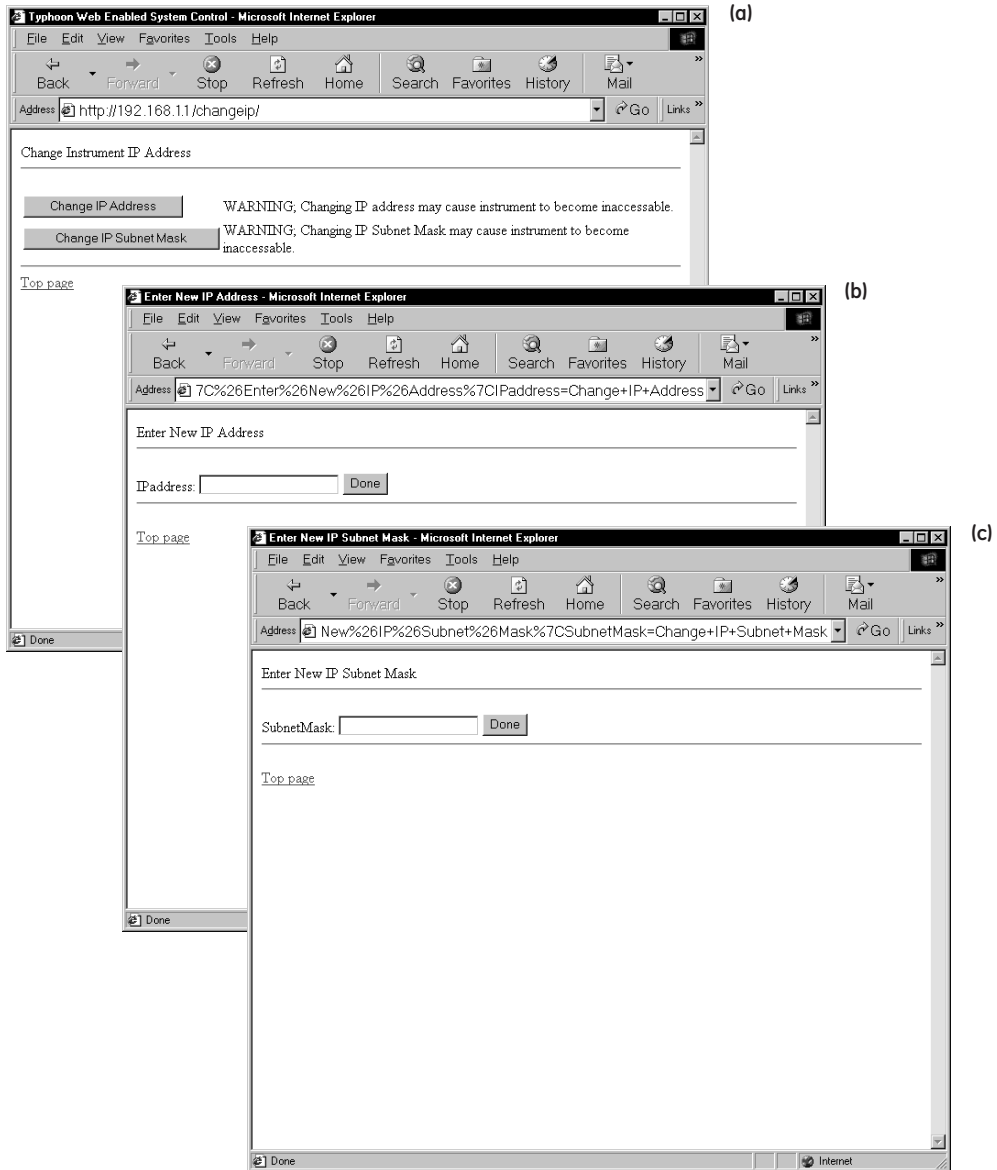 Typhoon Web Enabled System Control - Microsoft Internet Explorer
(a)
File Edit View Favorites Tools Help
Back Forward Stop Refresh Home Search Favorites History Mail »
Address http://192.168.1.1/changeip/ Go Links »
Change Instrument IP Address
Change IP Address WARNING; Changing IP address may cause instrument to become inaccessable.
Change IP Subnet Mask WARNING; Changing IP Subnet Mask may cause instrument to become
inaccessable.
Top page
Done
Enter New IP Address - Microsoft Internet Explorer
(b)
File Edit View Favorites Tools Help
Back Forward Stop Refresh Home Search Favorites History Mail »
Address 7C%26Enter%26New%26IP%26Address%7CIPaddress=Change+IP+Address Go Links »
Enter New IP Address
IPaddress: Done
Top page
Done
Enter New IP Subnet Mask - Microsoft Internet Explorer
(c)
File Edit View Favorites Tools Help
Back Forward Stop Refresh Home Search Favorites History Mail »
Address New%26IP%26Subnet%26Mask%7CSubnetMask=Change+IP+Subnet+Mask Go Links »
Enter New IP Subnet Mask
SubnetMask: Done
Top page
Done Internet